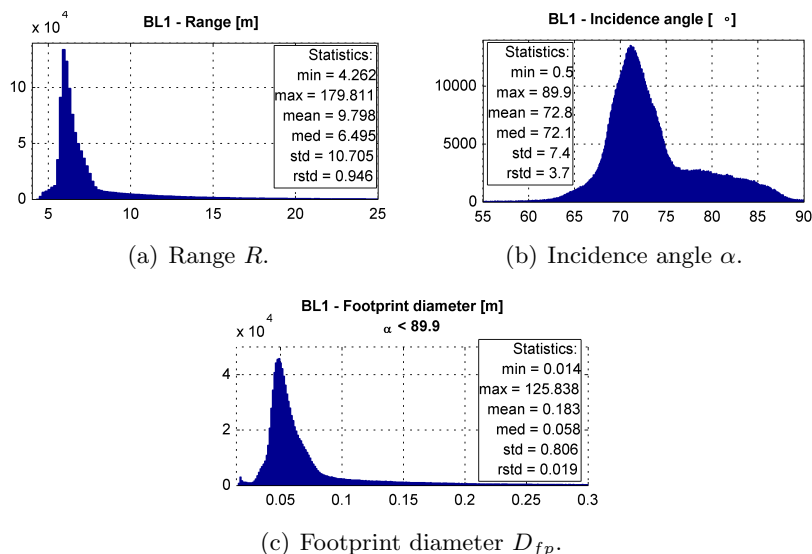 BL1 - Range [m]
x 10 4
10
5
0
5
10
15
20
25
Statistics:
min = 4.262
max = 179.811
mean = 9.798
med = 6.495
std = 10.705
rstd = 0.946
(a) Range R.
BL1 - Incidence angle [ °]
10000
5000
0
55
60
65
70
75
80
85
90
Statistics:
min = 0.5
max = 89.9
mean = 72.8
med = 72.1
std = 7.4
rstd = 3.7
(b) Incidence angle α.
BL1 - Footprint diameter [m]
α < 89.9
x 10 4
4
2
0
0.05
0.1
0.15
0.2
0.25
0.3
Statistics:
min = 0.014
max = 125.838
mean = 0.183
med = 0.058
std = 0.806
rstd = 0.019
(c) Footprint diameter Dfp.